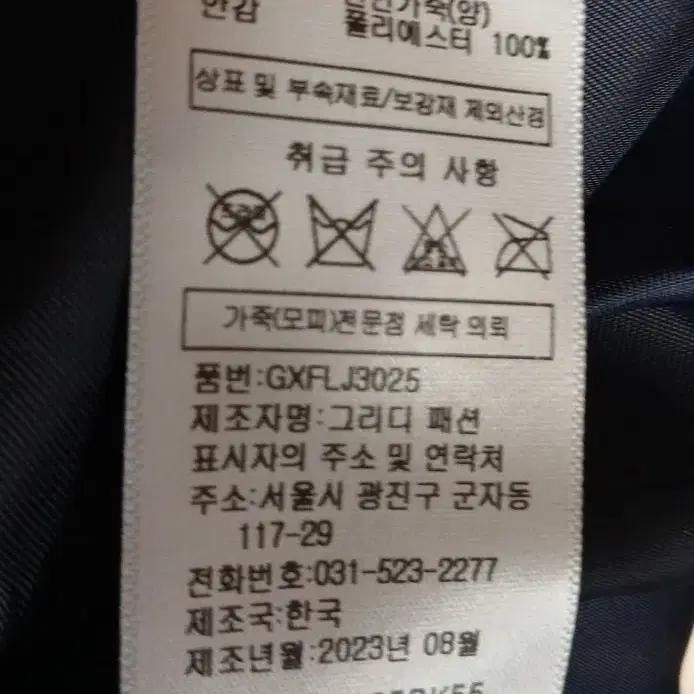 안감
폴리에스터 100%
상표 및 부속재료/보강재 제외산겸
취급 주의 사항
가죽(모피)전문점 세탁 의뢰
품번:GXFLJ3025
제조자명:그리디 패션
표시자의 주소 및 연락처
주소:서울시 광진구 군자동
117-29
전화번호:031-523-2277
제조국:한국
제조년월:2023년 08월